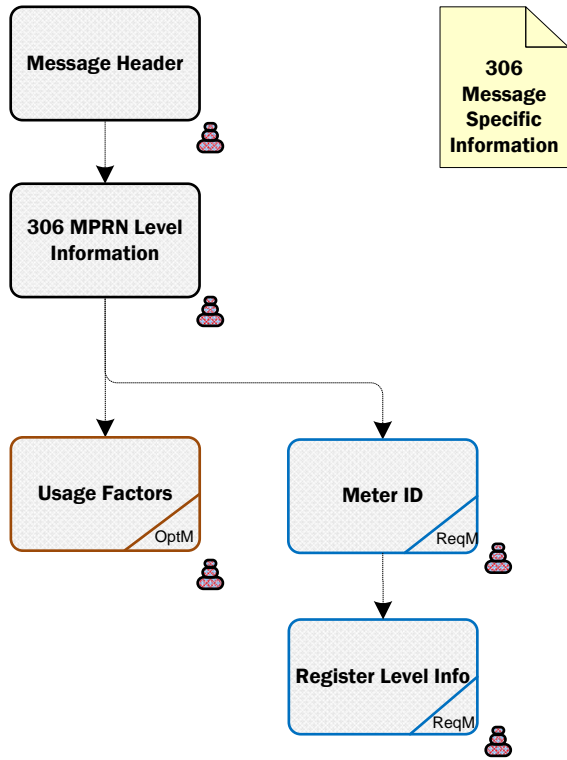 Message Header
306
Message
Specific
Information
306 MPRN Level
Information
Usage Factors
OptM
Meter ID
ReqM
Register Level Info
ReqM